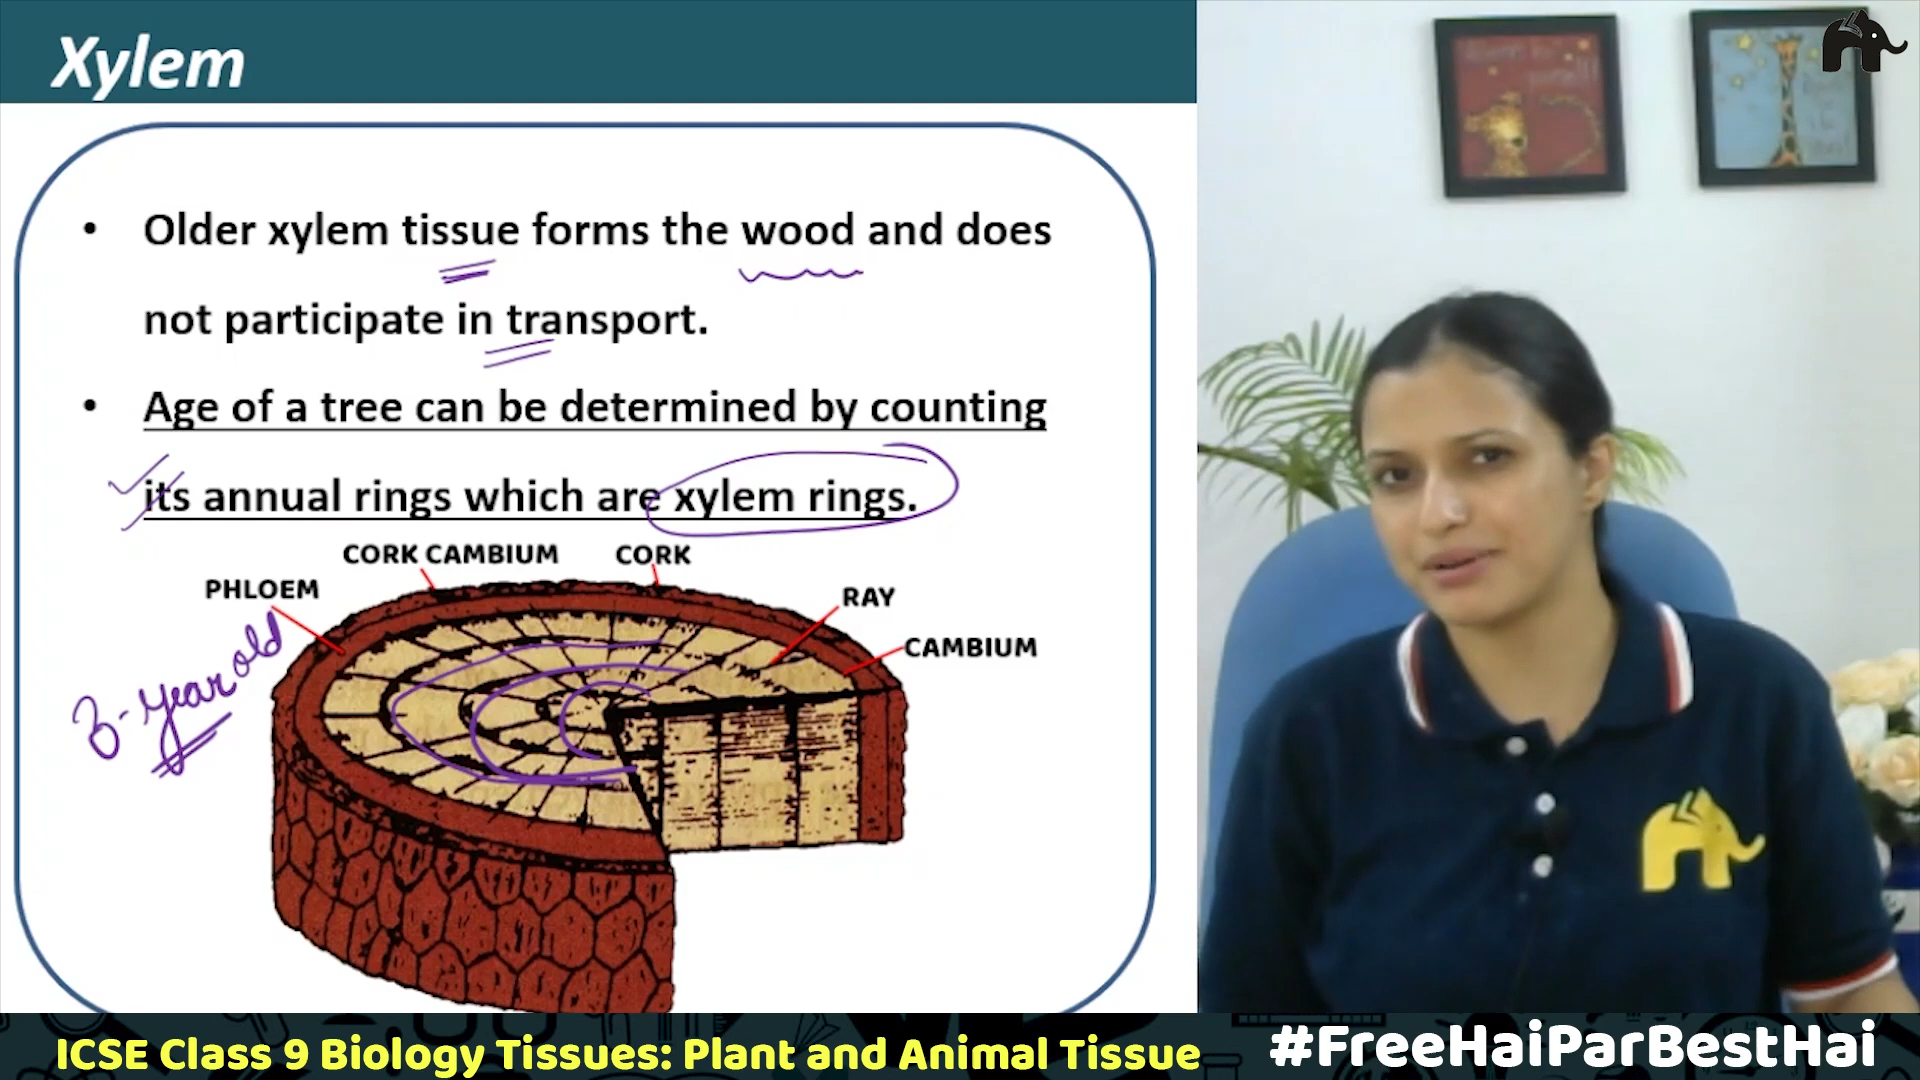 Xylem
• Older xylem tissue forms the wood and does
not participate in transport.
• Age of a tree can be determined by counting
its annual rings which are xylem rings.
CORK CAMBIUM
CORK
PHLOEM
RAY
CAMBIUM
3-year old
ICSE Class 9 Biology Tissues: Plant and Animal Tissue
#FreeHaiParBestHai